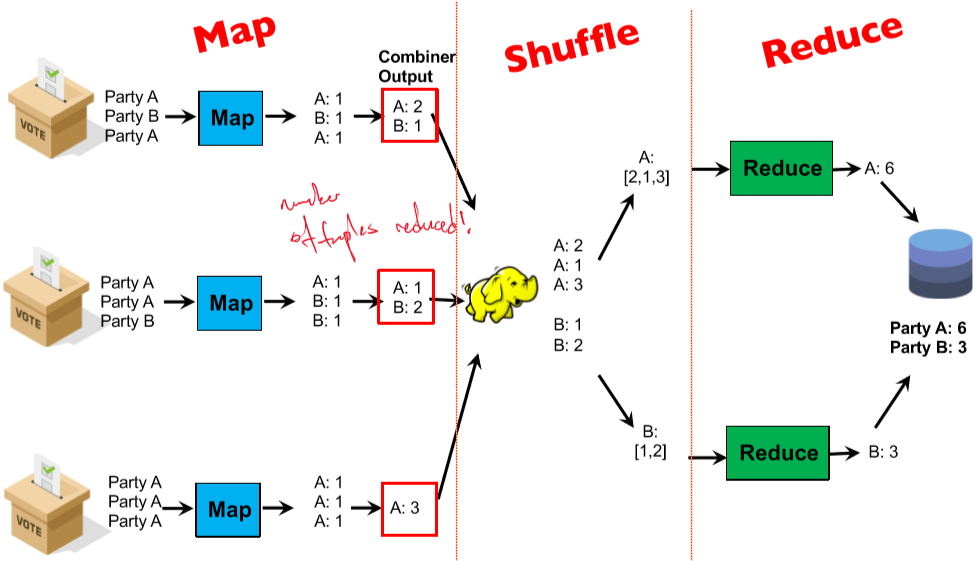 Map
Shuffle
Reduce
Combiner
Output
VOTE
Party A
Party B
Party A
Map
A: 1
B: 1
A: 1
A: 2
B: 1
number
of tuples reduced!
VOTE
Party A
Party A
Party B
Map
A: 1
B: 1
B: 1
A: 1
B: 2
VOTE
Party A
Party A
Party A
Map
A: 1
A: 1
A: 1
A: 3
A: 2
A: 1
A: 3
B: 1
B: 2
A:
[2,1,3]
B:
[1,2]
Reduce
A: 6
Reduce
B: 3
Party A: 6
Party B: 3